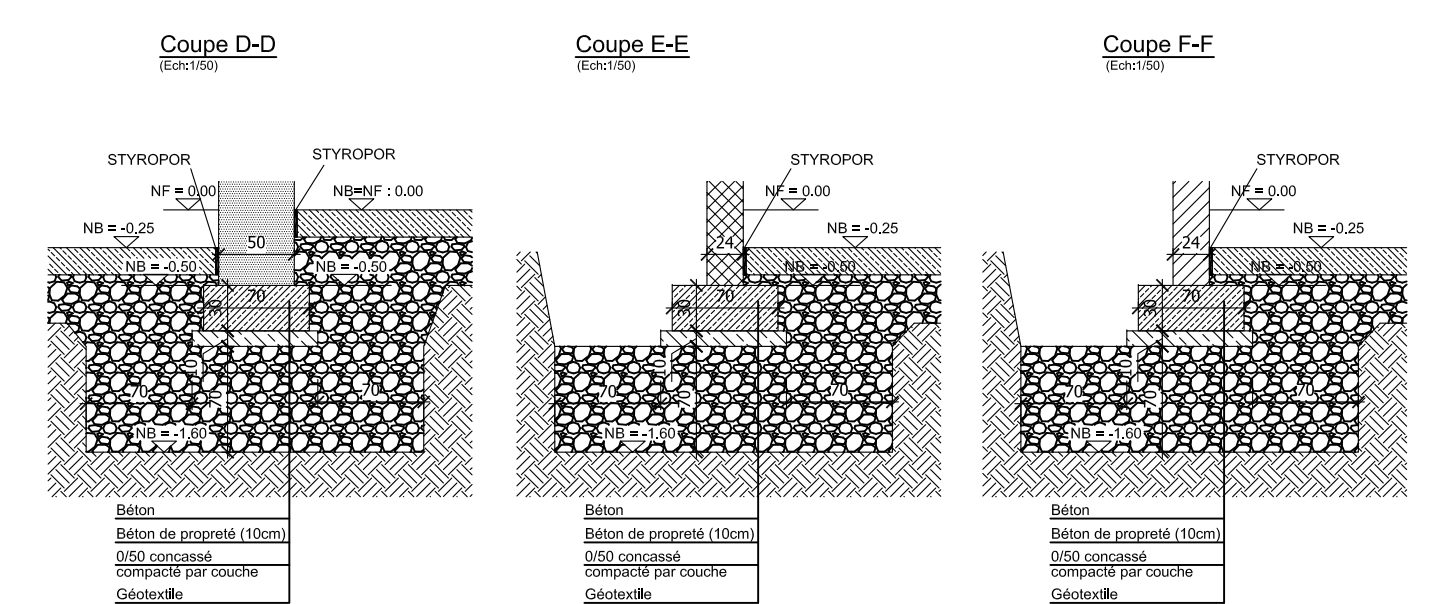 Coupe D-D
(Ech:1/50)
STYROPOR
STYROPOR
NF = 0.00
NB=NF : 0.00
NB = -0.25
50
NB = -0.50
NB = -0.50
70
30
10
70
70
70
NB = -1.60
Béton
Béton de propreté (10cm)
0/50 concassé
compacté par couche
Géotextile
Coupe E-E
(Ech:1/50)
STYROPOR
NF = 0.00
NB = -0.25
24
NB = -0.50
70
30
10
70
70
70
NB = -1.60
Béton
Béton de propreté (10cm)
0/50 concassé
compacté par couche
Géotextile
Coupe F-F
(Ech:1/50)
STYROPOR
NF = 0.00
NB = -0.25
24
NB = -0.50
70
30
10
70
70
70
NB = -1.60
Béton
Béton de propreté (10cm)
0/50 concassé
compacté par couche
Géotextile